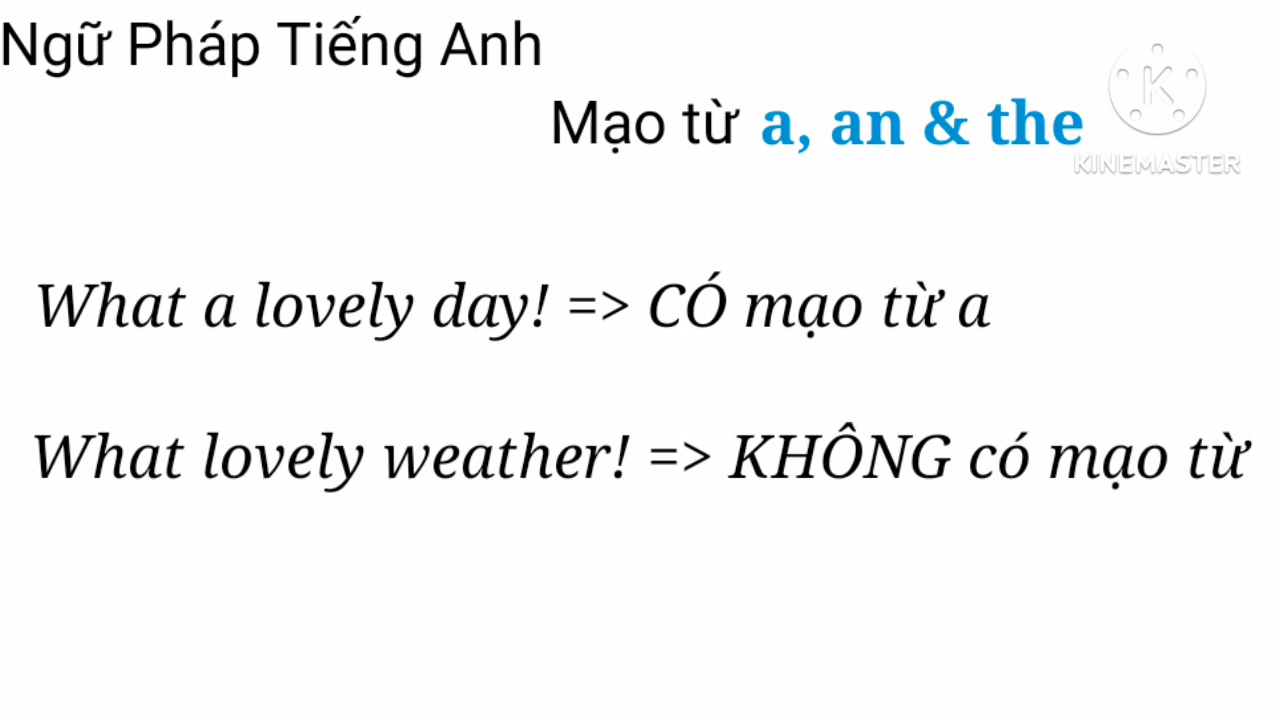 Ngữ Pháp Tiếng Anh
Mạo từ a, an & the
K
KINEMASTER
What a lovely day! => CÓ mạo từ a
What lovely weather! => KHÔNG có mạo từ